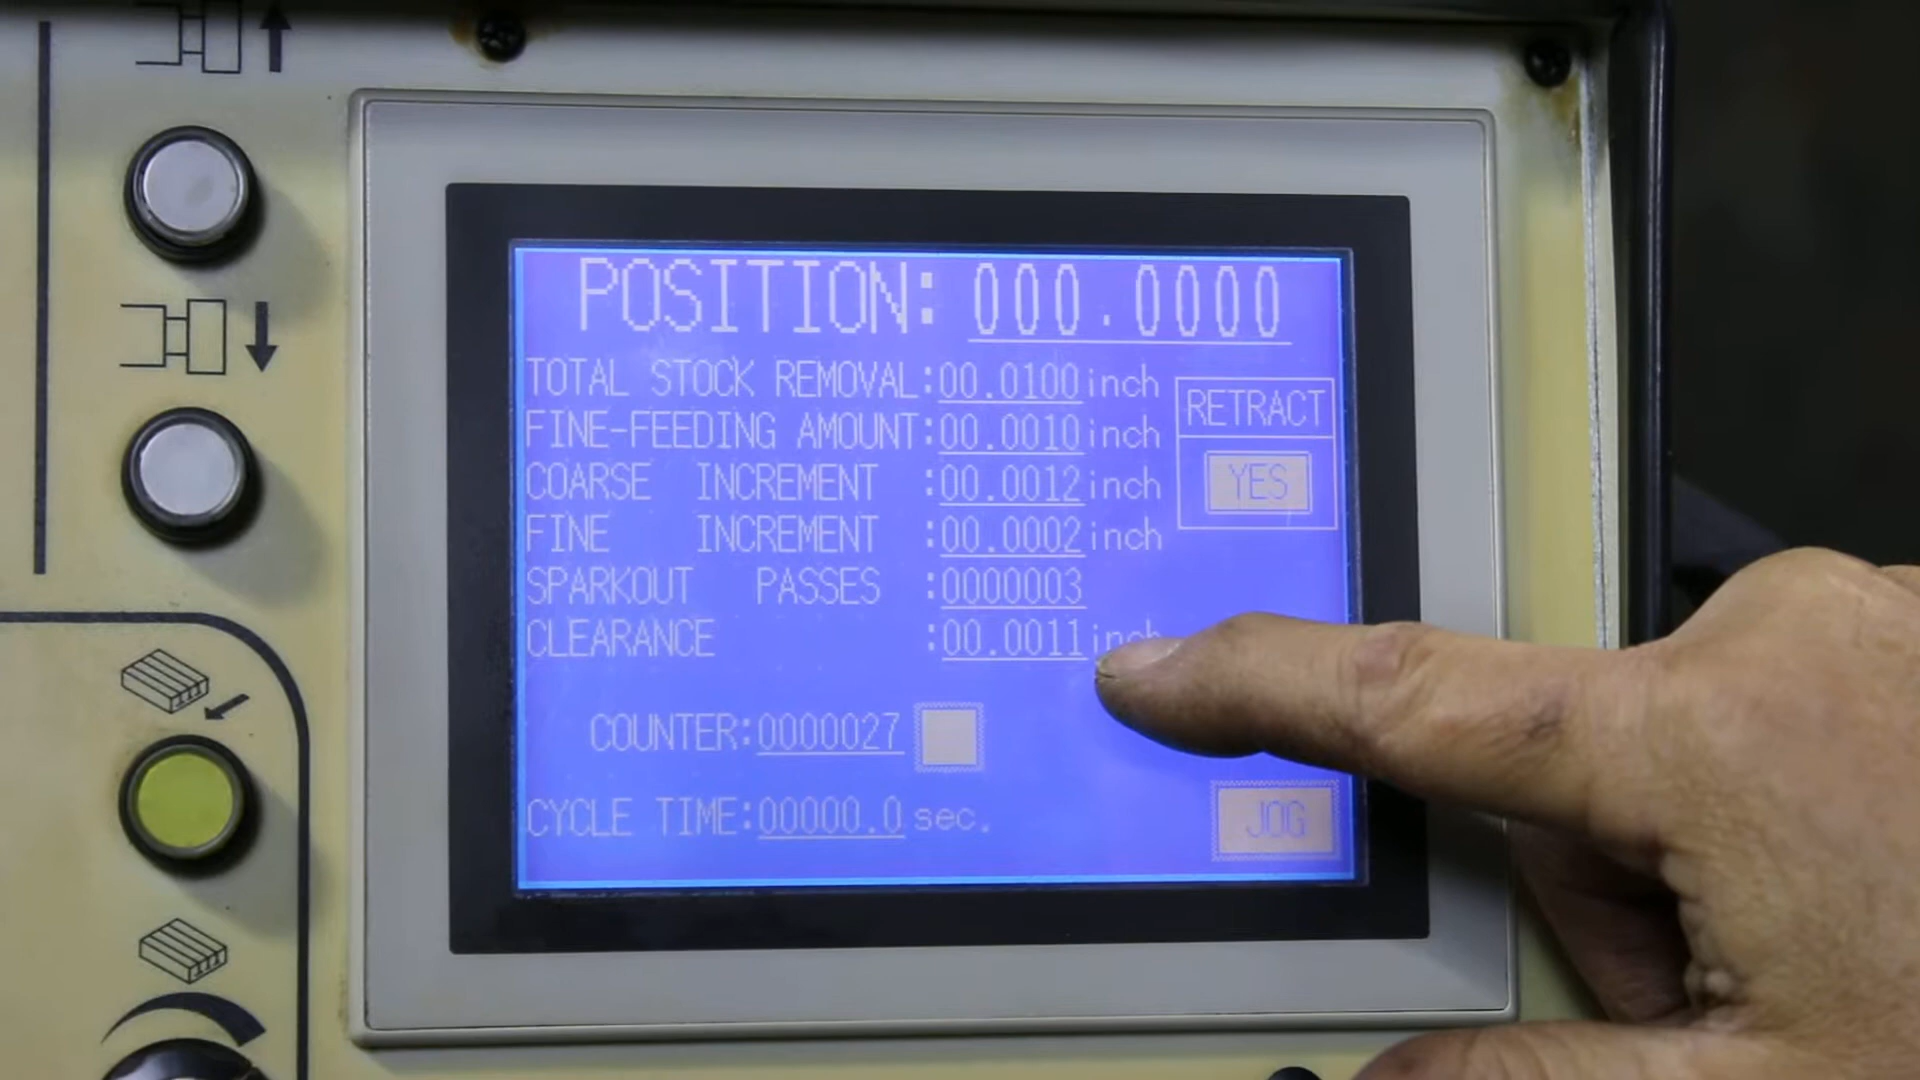 POSITION: 000.0000
TOTAL STOCK REMOVAL:00.0100inch
FINE-FEEDING AMOUNT:00.0010inch
COARSE INCREMENT :00.0012inch
FINE INCREMENT :00.0002inch
SPARKOUT PASSES :0000003
CLEARANCE :00.0011inch
RETRACT
YES
COUNTER:0000027
CYCLE TIME:00000.0sec.
JOG